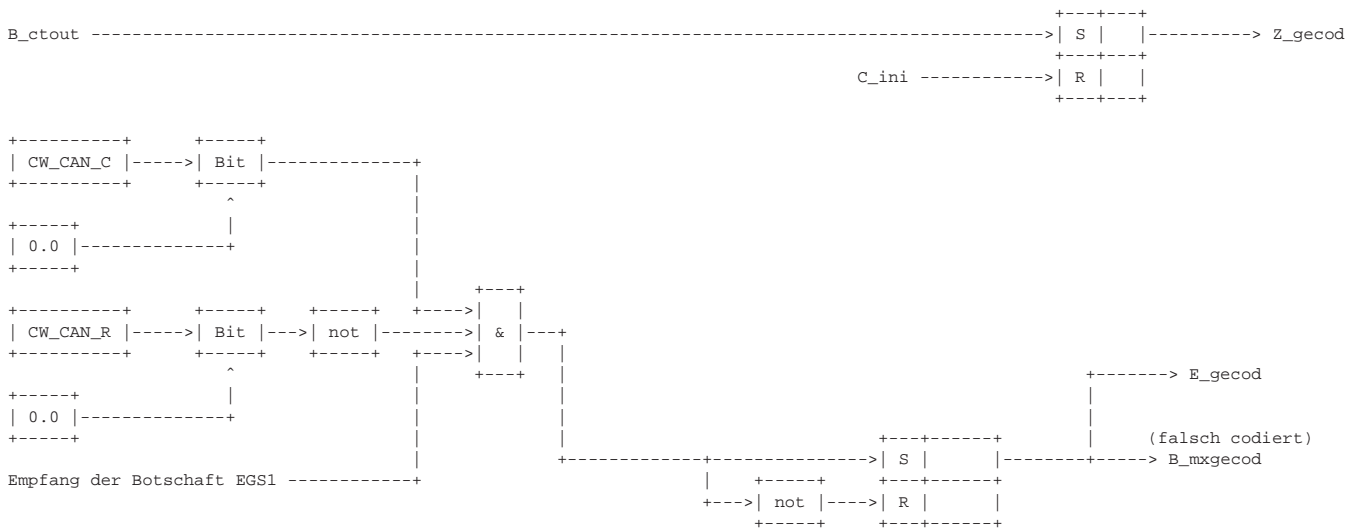 B_ctout S Z_gecod
C_ini R
CW_CAN_C Bit
0.0
CW_CAN_R Bit not &
E_gecod
0.0
(falsch codiert)
S B_mxgecod
Empfang der Botschaft EGS1
not R